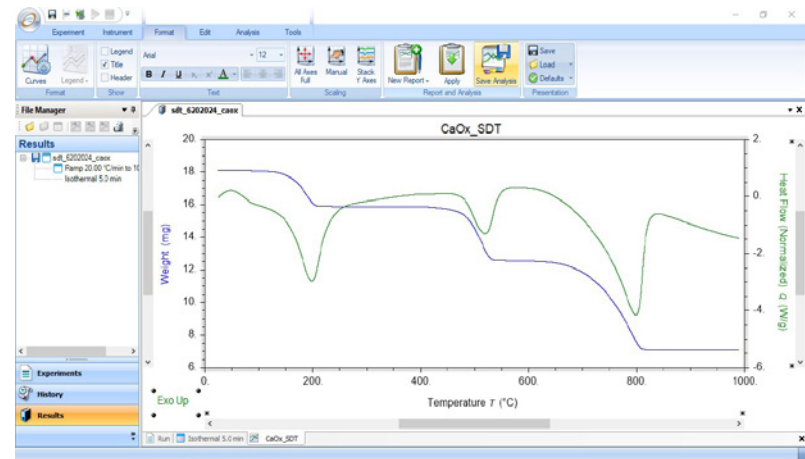 Experiment Instrument Format Edit Analysis Tools
Curves
Legend
Format
Legend
Title
Header
Show
Arial 12
B I U x, x² A
Text
All Axes Full
Manual
Stack Y Axes
Scaling
New Report
Apply
Save Analysis
Report and Analysis
Save
Load
Defaults
Presentation
File Manager
Results
sdt_6202024_caox
Ramp 20.00 °C/min to 10
Isothermal 5.0 min
Experiments
History
Results
sdt_6202024_caox
CaOx_SDT
20.
18.
16.
14.
12.
10.
8.
6.
Weight (mg)
2.
0.
-2.
-4.
-6.
Heat Flow (Normalized) Q (W/g)
0. 200. 400. 600. 800. 1000.
Temperature T (°C)
Exo Up
Run Isothermal 5.0 min CaOx_SDT